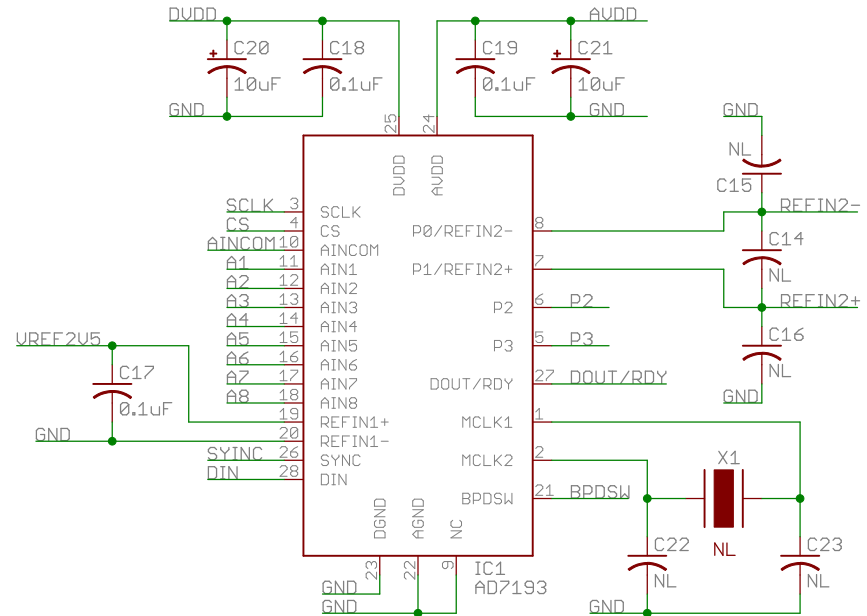 DVDD AVDD
C20 C18 C19 C21
+ +
10uF 0.1uF 0.1uF 10uF
GND GND GND
25 24
DVDD AVDD
NL
C15
SCLK 3 SCLK
CS 4 CS P0/REFIN2- 8 REFIN2-
AINCOM 10 AINCOM
C14
A1 11 AIN1 P1/REFIN2+ 7
NL
A2 12 AIN2
A3 13 AIN3 P2 6 P2 REFIN2+
A4 14 AIN4
C16
VREF2V5 A5 15 AIN5 P3 5 P3
A6 16 AIN6
NL
C17 A7 17 AIN7 DOUT/RDY 27 DOUT/RDY
A8 18 AIN8 GND
0.1uF
19 REFIN1+ MCLK1 1
GND 20 REFIN1-
SYINC 26 SYNC MCLK2 2 X1
DIN 28 DIN
BPDSW 21 BPDSW
DGND AGND NC
C22 NL C23
23 22 9 IC1
NL NL
GND AD7193
GND GND